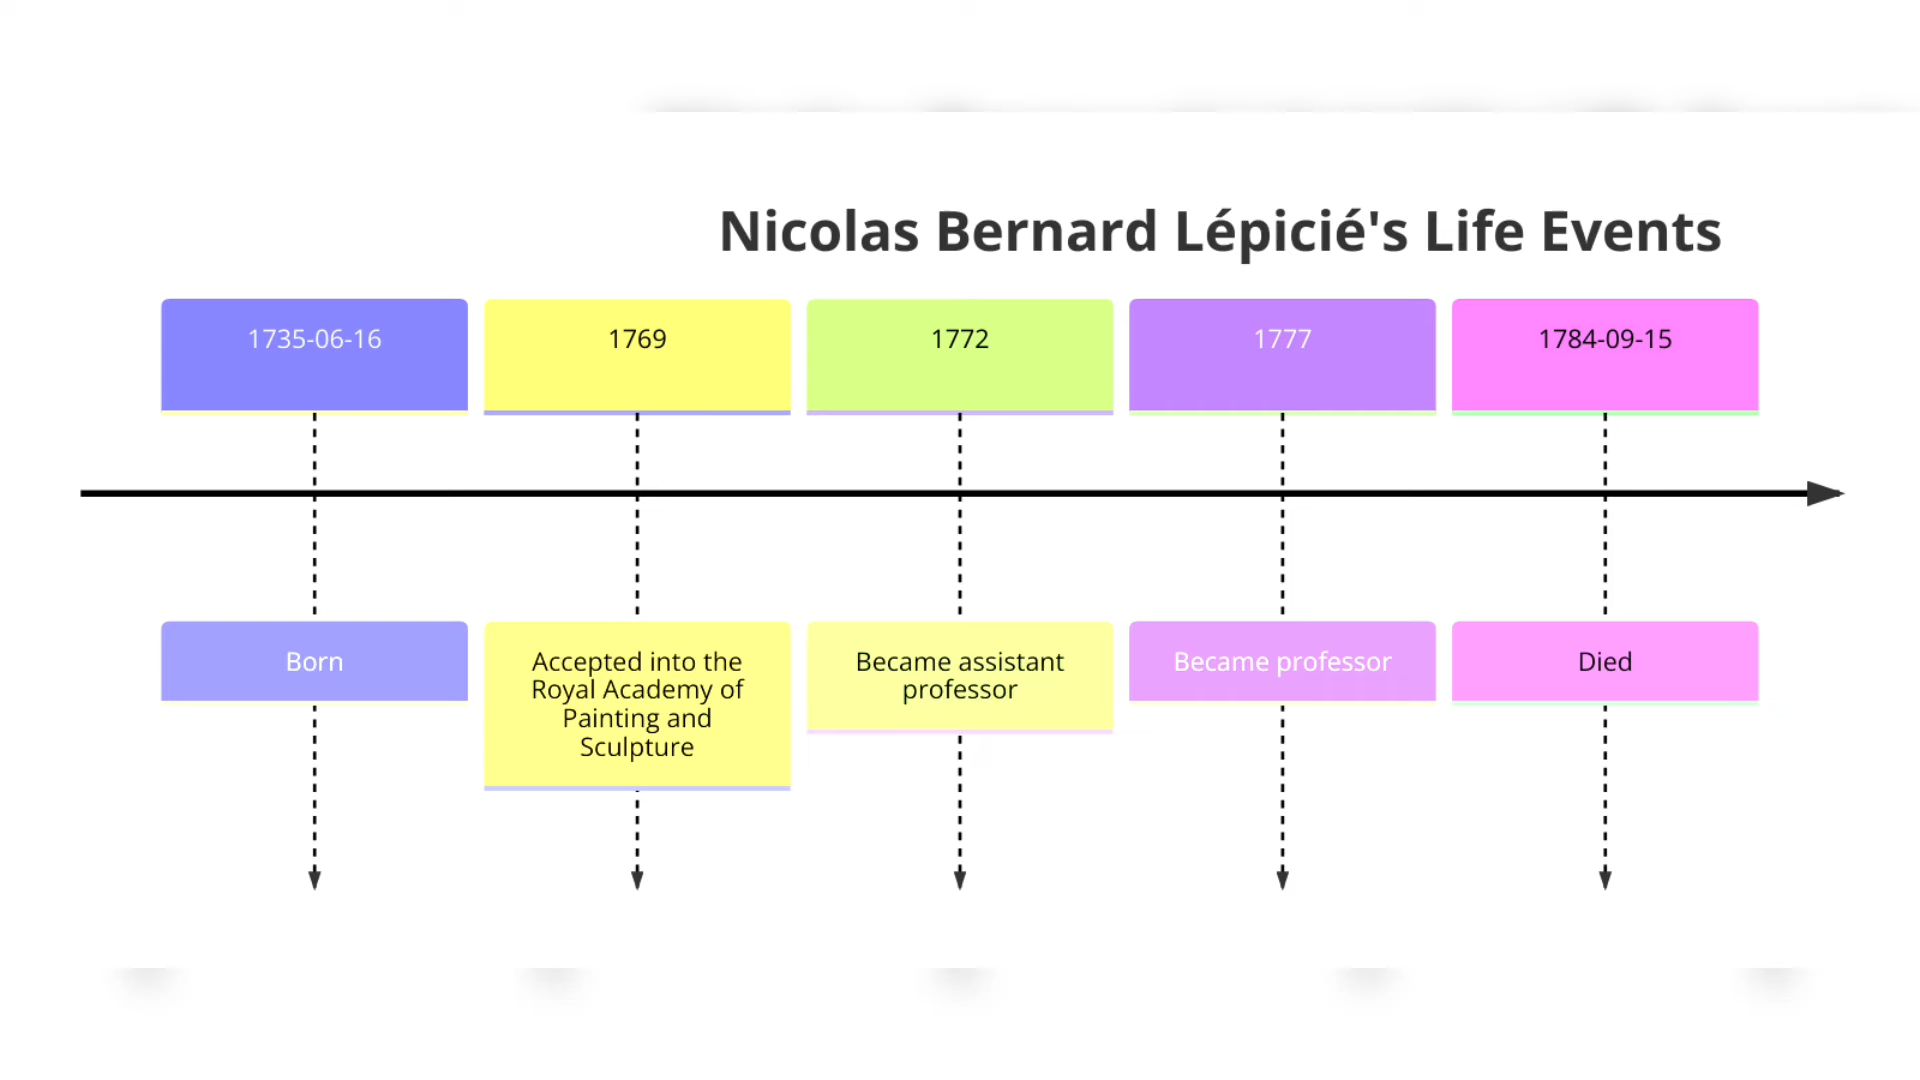 Nicolas Bernard Lépicié's Life Events
1735-06-16
1769
1772
1777
1784-09-15
Born
Accepted into the
Royal Academy of
Painting and
Sculpture
Became assistant
professor
Became professor
Died